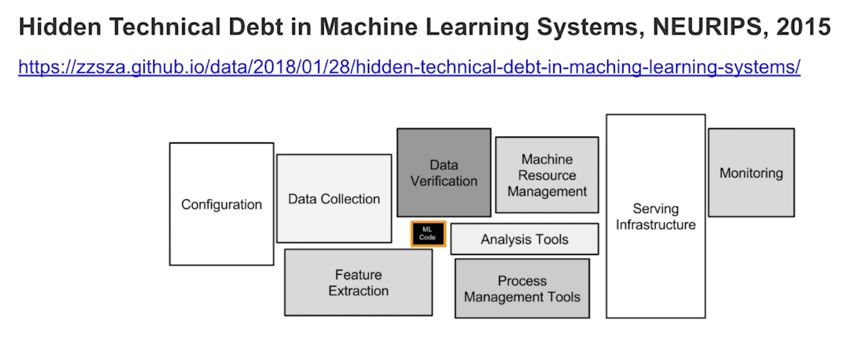 Hidden Technical Debt in Machine Learning Systems, NEURIPS, 2015
https://zzsza.github.io/data/2018/01/28/hidden-technical-debt-in-maching-learning-systems/
Configuration
Data Collection
Data
Verification
Machine
Resource
Management
Serving
Infrastructure
Monitoring
ML
Code
Analysis Tools
Feature
Extraction
Process
Management Tools